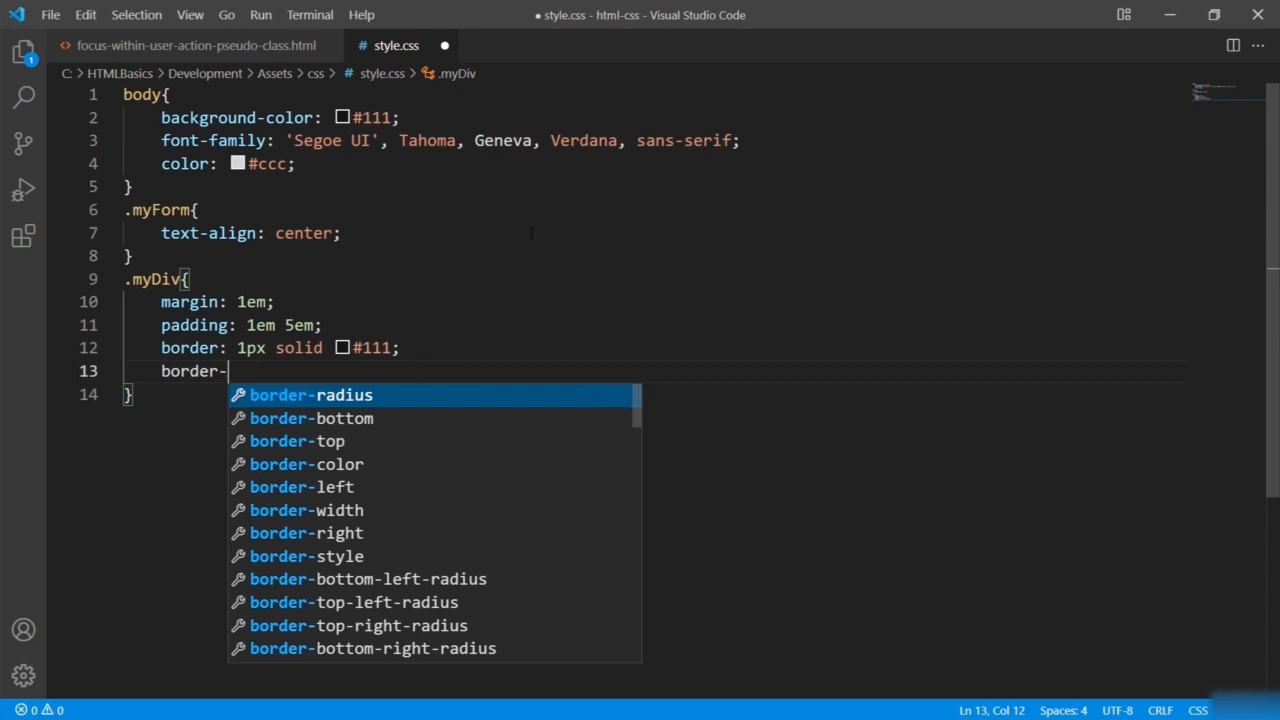 File Edit Selection View Go Run Terminal Help
● style.css - html-css - Visual Studio Code
<> focus-within-user-action-pseudo-class.html
# style.css ●
C: > HTMLBasics > Development > Assets > css > # style.css > .myDiv
1
1 body{
2 background-color: #111;
3 font-family: 'Segoe UI', Tahoma, Geneva, Verdana, sans-serif;
4 color: #ccc;
5 }
6 .myForm{
7 text-align: center;
8 }
9 .myDiv{
10 margin: 1em;
11 padding: 1em 5em;
12 border: 1px solid #111;
13 border-
14 }
border-radius
border-bottom
border-top
border-color
border-left
border-width
border-right
border-style
border-bottom-left-radius
border-top-left-radius
border-top-right-radius
border-bottom-right-radius
0 0 Ln 13, Col 12 Spaces: 4 UTF-8 CRLF CSS